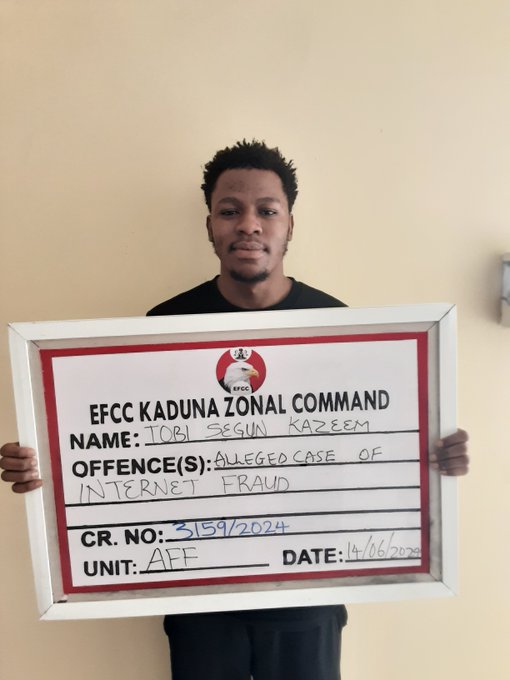 EFCC
EFCC KADUNA ZONAL COMMAND
NAME: TOBI SEGUN KAZEEM
OFFENCE(S): ALLEGED CASE OF
INTERNET FRAUD
CR. NO: 3159/2024
UNIT: AFF DATE: 14/06/2024